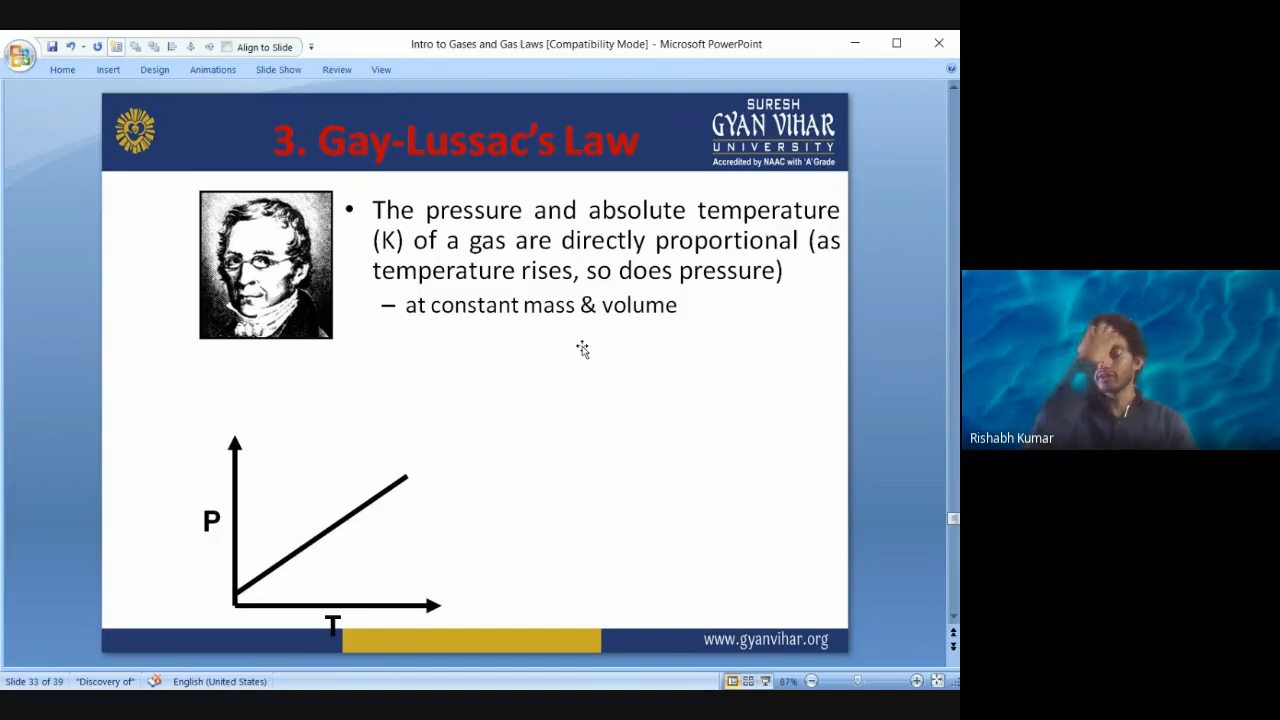 Align to Slide
Intro to Gases and Gas Laws [Compatibility Mode] - Microsoft PowerPoint
Home Insert Design Animations Slide Show Review View
SURESH
GYAN VIHAR
UNIVERSITY
Accredited by NAAC with 'A' Grade
3. Gay-Lussac's Law
• The pressure and absolute temperature
(K) of a gas are directly proportional (as
temperature rises, so does pressure)
– at constant mass & volume
P
T
www.gyanvihar.org
Rishabh Kumar
Slide 33 of 39 "Discovery of" English (United States) 87%